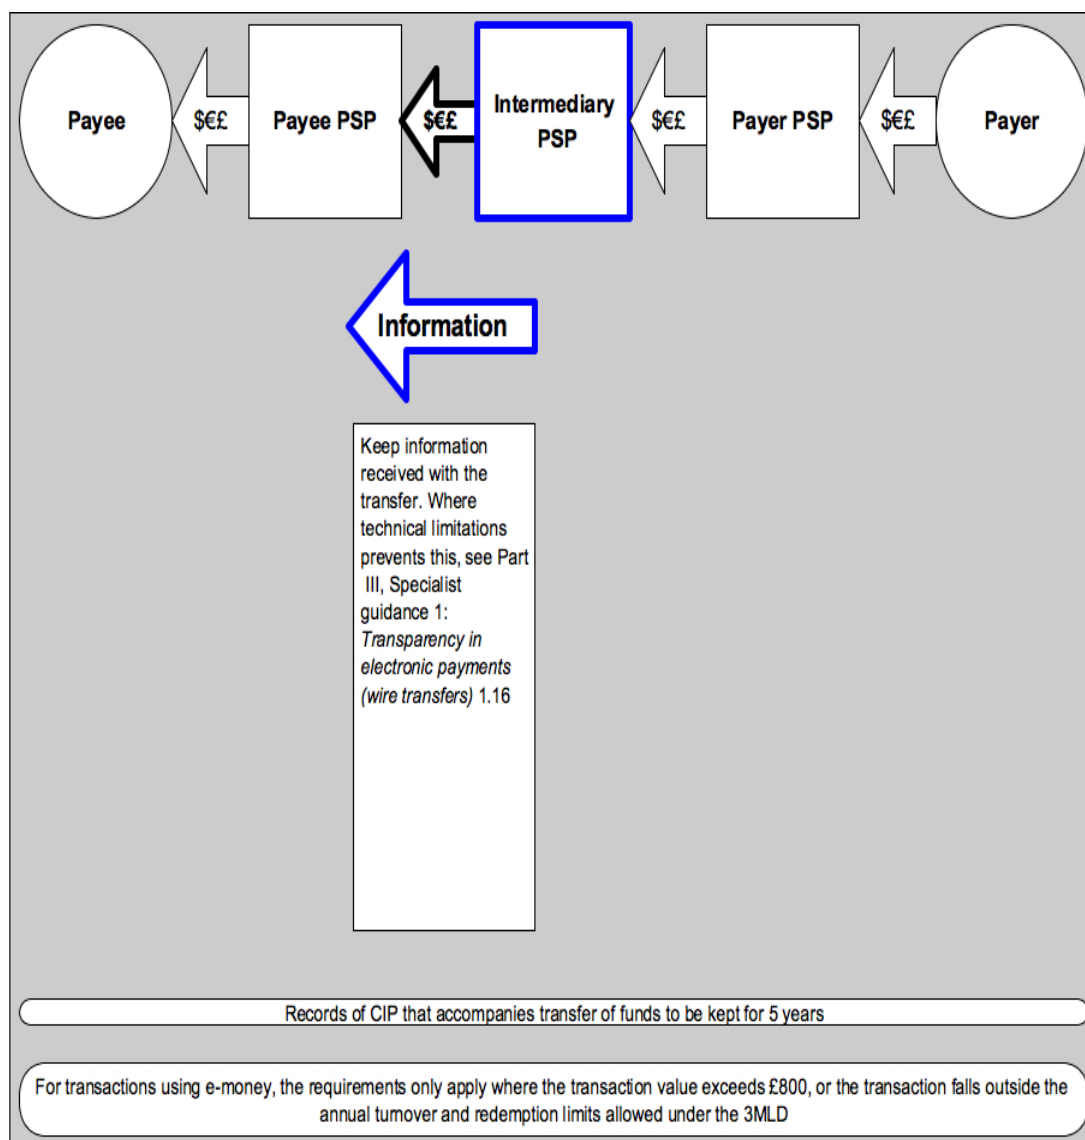 Payee
$€£
Payee PSP
$€£
Intermediary
PSP
$€£
Payer PSP
$€£
Payer
Information
Keep information
received with the
transfer. Where
technical limitations
prevents this, see Part
III, Specialist
guidance 1:
Transparency in
electronic payments
(wire transfers) 1.16
Records of CIP that accompanies transfer of funds to be kept for 5 years
For transactions using e-money, the requirements only apply where the transaction value exceeds £800, or the transaction falls outside the
annual turnover and redemption limits allowed under the 3MLD